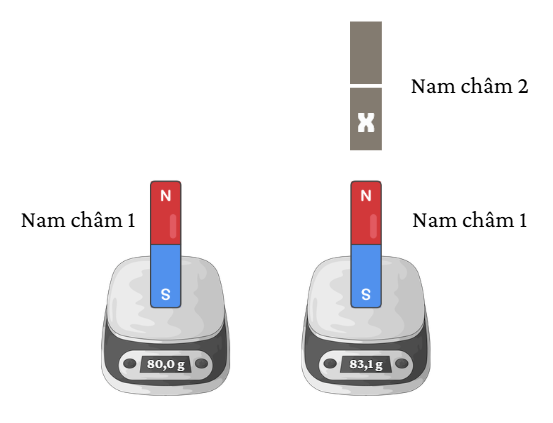 Nam châm 2
X
N
N
Nam châm 1
Nam châm 1
S
S
80,0 g
83,1 g